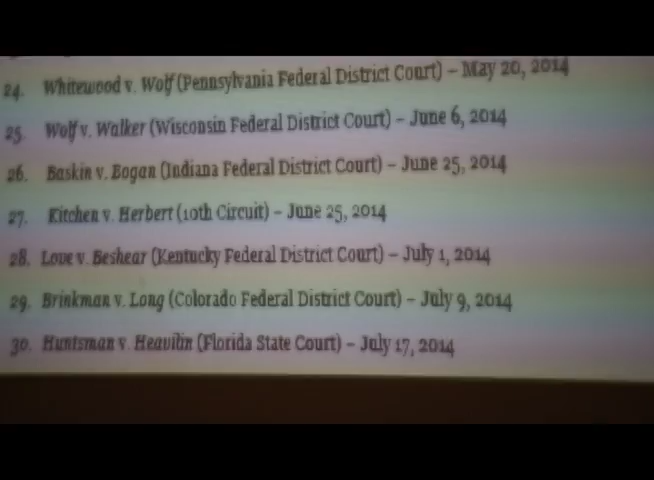 24. Whitewood v. Wolf (Pennsylvania Federal District Court) – May 20, 2014
25. Wolf v. Walker (Wisconsin Federal District Court) – June 6, 2014
26. Baskin v. Bogan (Indiana Federal District Court) – June 25, 2014
27. Kitchen v. Herbert (10th Circuit) – June 25, 2014
28. Love v. Beshear (Kentucky Federal District Court) – July 1, 2014
29. Brinkman v. Long (Colorado Federal District Court) – July 9, 2014
30. Huntsman v. Heavilin (Florida State Court) – July 17, 2014